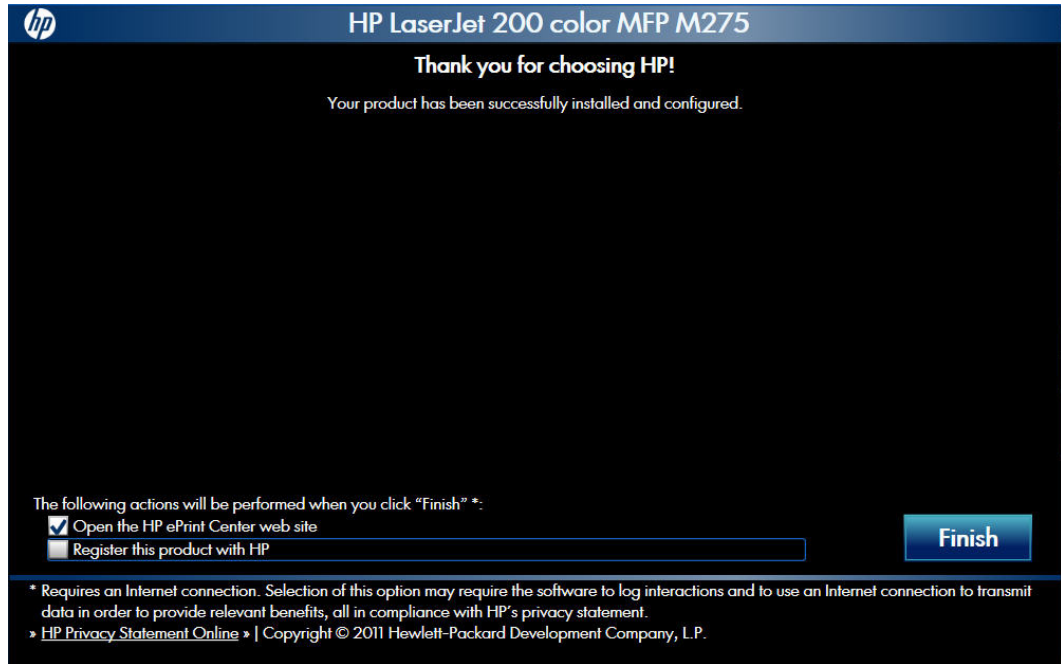 hp
HP LaserJet 200 color MFP M275
Thank you for choosing HP!
Your product has been successfully installed and configured.
The following actions will be performed when you click “Finish” *:
Open the HP ePrint Center web site
Register this product with HP
Finish
* Requires an Internet connection. Selection of this option may require the software to log interactions and to use an Internet connection to transmit
data in order to provide relevant benefits, all in compliance with HP's privacy statement.
» HP Privacy Statement Online » | Copyright © 2011 Hewlett-Packard Development Company, L.P.